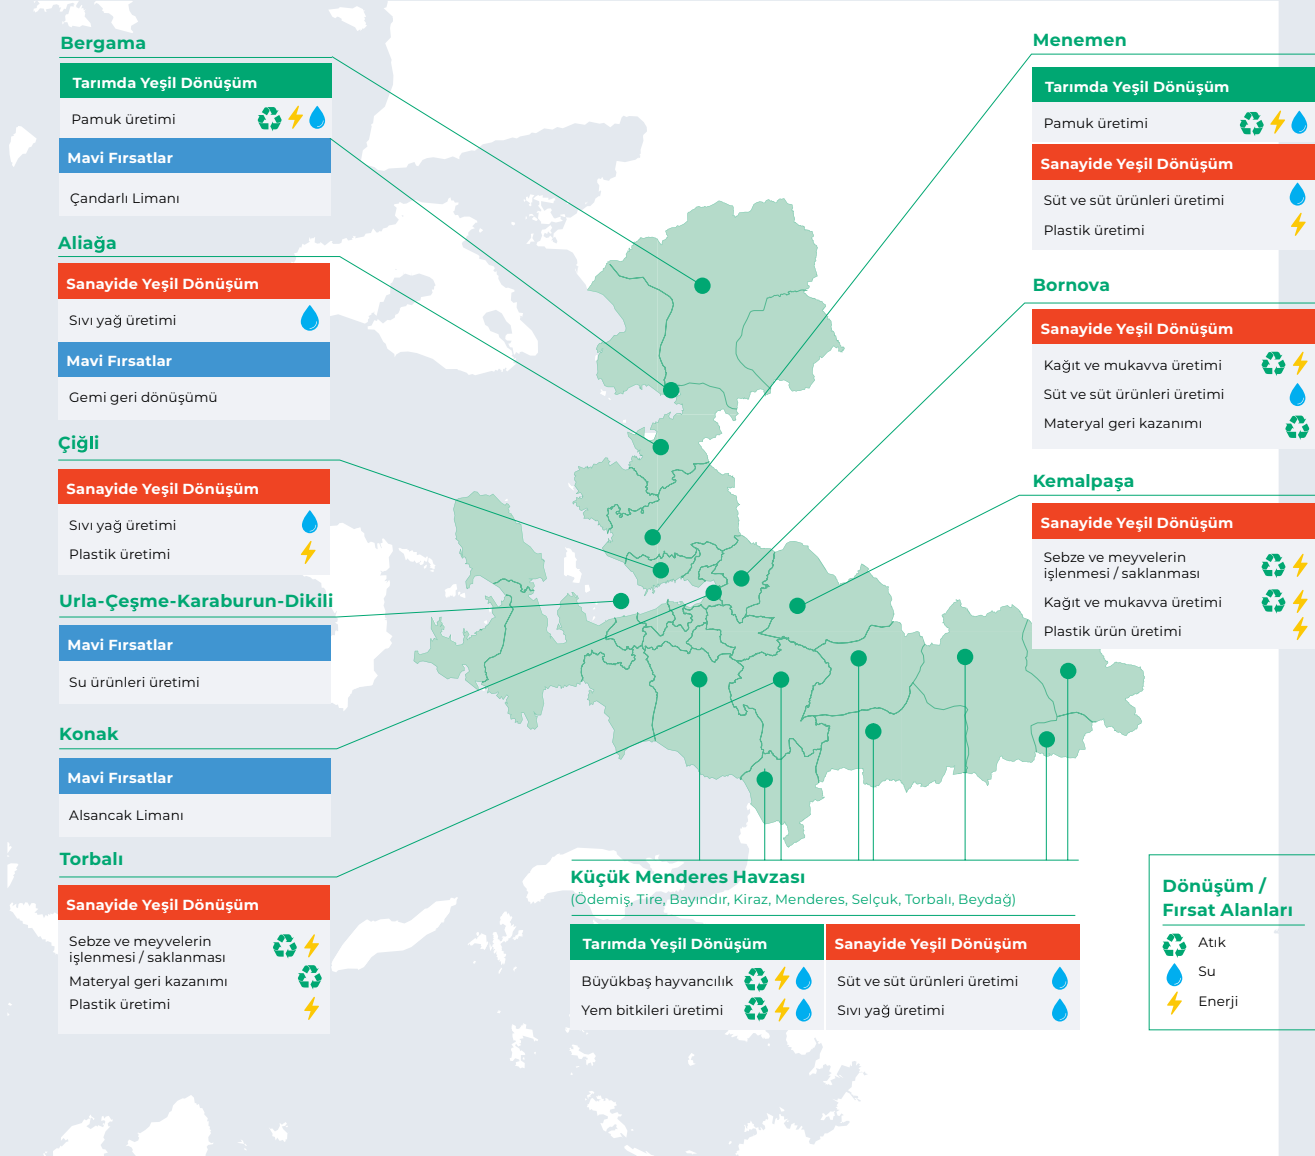 Bergama
Tarımda Yeşil Dönüşüm
Pamuk üretimi
Mavi Fırsatlar
Çandarlı Limanı
Aliağa
Sanayide Yeşil Dönüşüm
Sıvı yağ üretimi
Mavi Fırsatlar
Gemi geri dönüşümü
Çiğli
Sanayide Yeşil Dönüşüm
Sıvı yağ üretimi
Plastik üretimi
Urla-Çeşme-Karaburun-Dikili
Mavi Fırsatlar
Su ürünleri üretimi
Konak
Mavi Fırsatlar
Alsancak Limanı
Torbalı
Sanayide Yeşil Dönüşüm
Sebze ve meyvelerin
işlenmesi / saklanması
Materyal geri kazanımı
Plastik üretimi
Menemen
Tarımda Yeşil Dönüşüm
Pamuk üretimi
Sanayide Yeşil Dönüşüm
Süt ve süt ürünleri üretimi
Plastik üretimi
Bornova
Sanayide Yeşil Dönüşüm
Kağıt ve mukavva üretimi
Süt ve süt ürünleri üretimi
Materyal geri kazanımı
Kemalpaşa
Sanayide Yeşil Dönüşüm
Sebze ve meyvelerin
işlenmesi / saklanması
Kağıt ve mukavva üretimi
Plastik ürün üretimi
Küçük Menderes Havzası
(Ödemiş, Tire, Bayındır, Kiraz, Menderes, Selçuk, Torbalı, Beydağ)
Tarımda Yeşil Dönüşüm
Büyükbaş hayvancılık
Yem bitkileri üretimi
Sanayide Yeşil Dönüşüm
Süt ve süt ürünleri üretimi
Sıvı yağ üretimi
Dönüşüm /
Fırsat Alanları
Atık
Su
Enerji